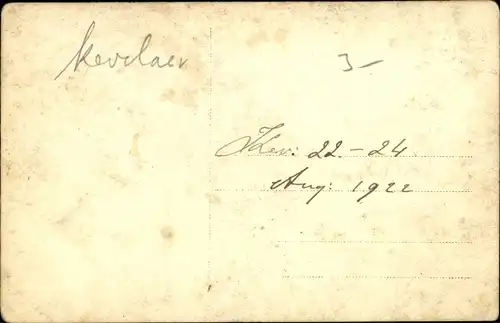 Kevelaer
3-
Kev: 22-24
Aug: 1922